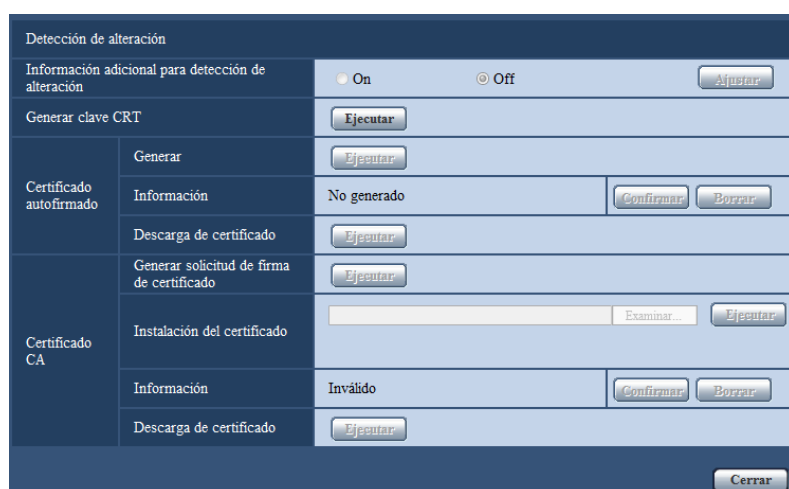 Detección de alteración
Información adicional para detección de
alteración
On
Off
Ajustar
Generar clave CRT
Ejecutar
Certificado
autofirmado
Generar
Ejecutar
Información
No generado
Confirmar
Borrar
Descarga de certificado
Ejecutar
Certificado
CA
Generar solicitud de firma
de certificado
Ejecutar
Instalación del certificado
Examinar...
Ejecutar
Información
Inválido
Confirmar
Borrar
Descarga de certificado
Ejecutar
Cerrar